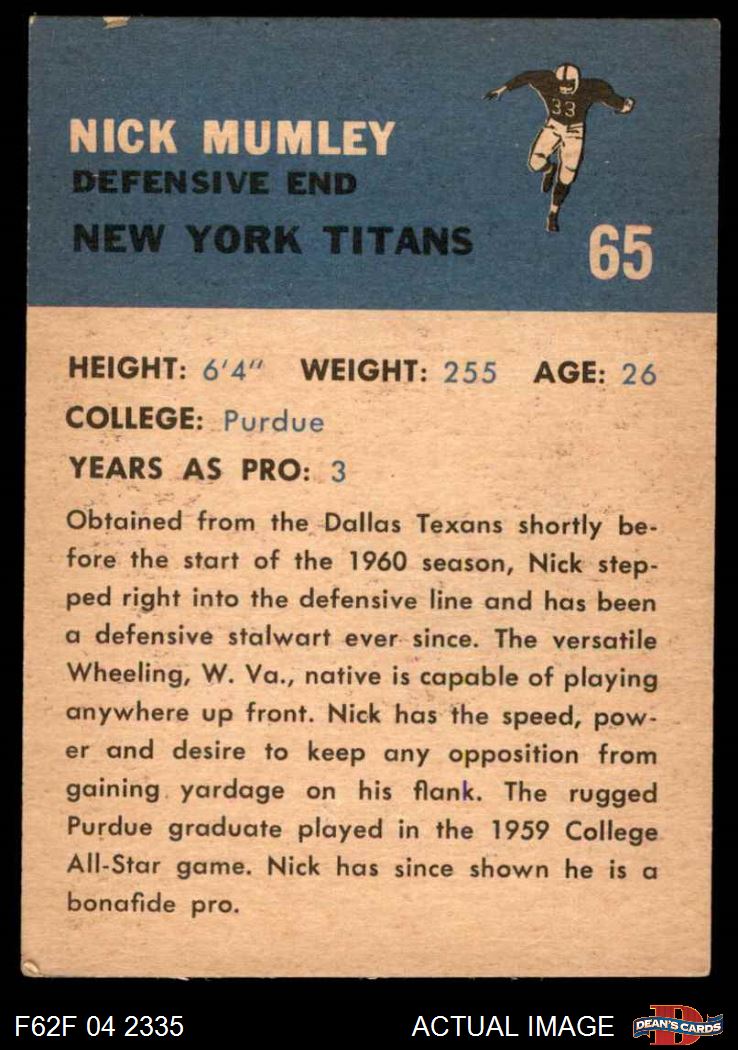 NICK MUMLEY
DEFENSIVE END
NEW YORK TITANS
33
65
HEIGHT: 6'4" WEIGHT: 255 AGE: 26
COLLEGE: Purdue
YEARS AS PRO: 3
Obtained from the Dallas Texans shortly be-
fore the start of the 1960 season, Nick step-
ped right into the defensive line and has been
a defensive stalwart ever since. The versatile
Wheeling, W. Va., native is capable of playing
anywhere up front. Nick has the speed, pow-
er and desire to keep any opposition from
gaining yardage on his flank. The rugged
Purdue graduate played in the 1959 College
All-Star game. Nick has since shown he is a
bonafide pro.
F62F 04 2335 ACTUAL IMAGE
D
DEAN'S CARDS